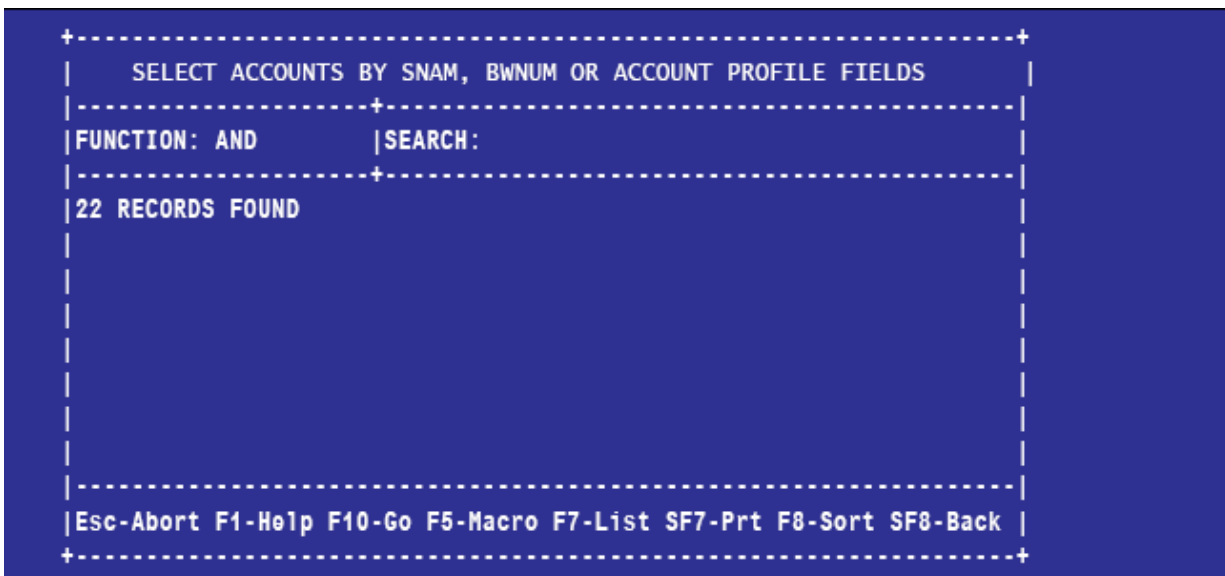 SELECT ACCOUNTS BY SNAM, BWNUM OR ACCOUNT PROFILE FIELDS
FUNCTION: AND |SEARCH:
22 RECORDS FOUND
Esc-Abort F1-Help F10-Go F5-Macro F7-List SF7-Prt F8-Sort SF8-Back